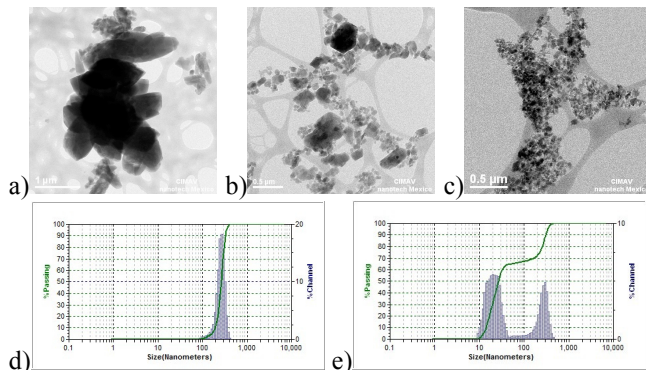 a)
1 µm
CIMAV
nanotech Mexico
b)
0.5 µm
CIMAV
nanotech Mexico
c)
0.5 µm
CIMAV
nanotech Mexico
d)
%Passing
100
90
80
70
60
50
40
30
20
10
0
0.1
1
10
100
1,000
10,000
Size(Nanometers)
20
10
0
%Channel
e)
%Passing
100
90
80
70
60
50
40
30
20
10
0
0.1
1
10
100
1,000
10,000
Size(Nanometers)
10
0
%Channel